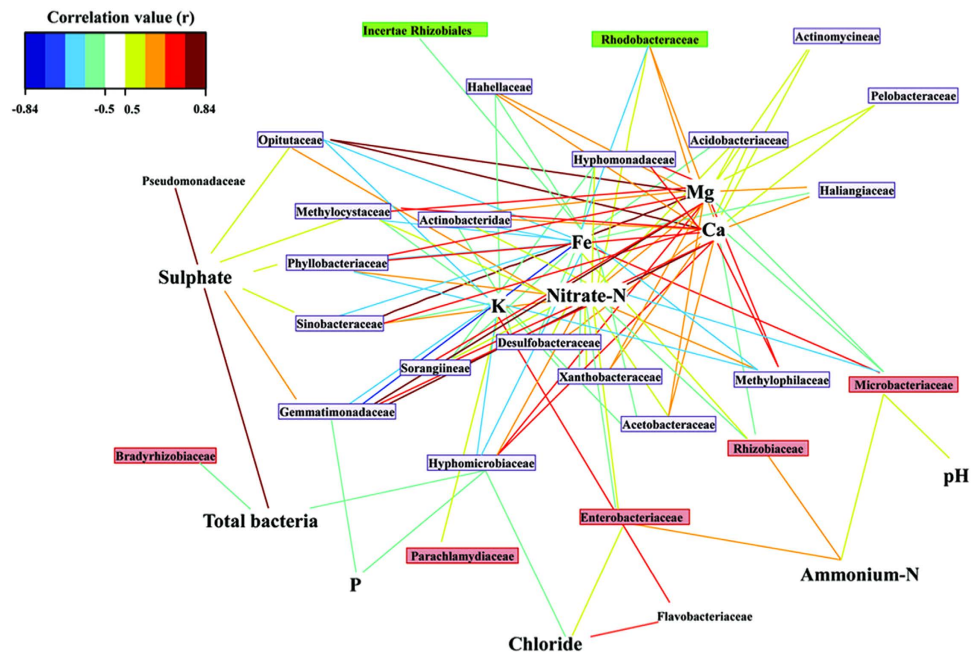 Correlation value (r)
-0.84 -0.5 0.5 0.84
Incertae Rhizobiales
Rhodobacteraceae
Actinomycineae
Hahellaceae
Pelobacteraceae
Opitutaceae
Acidobacteriaceae
Hyphomonadaceae
Pseudomonadaceae
Mg
Haliangiaceae
Methylocystaceae
Actinobacteridae
Ca
Fe
Phyllobacteriaceae
Sulphate
Nitrate-N
K
Sinobacteraceae
Desulfobacteraceae
Sorangiineae
Xanthobacteraceae
Methylophilaceae
Microbacteriaceae
Gemmatimonadaceae
Acetobacteraceae
Rhizobiaceae
Bradyrhizobiaceae
Hyphomicrobiaceae
pH
Total bacteria
Enterobacteriaceae
Parachlamydiaceae
Ammonium-N
P
Flavobacteriaceae
Chloride